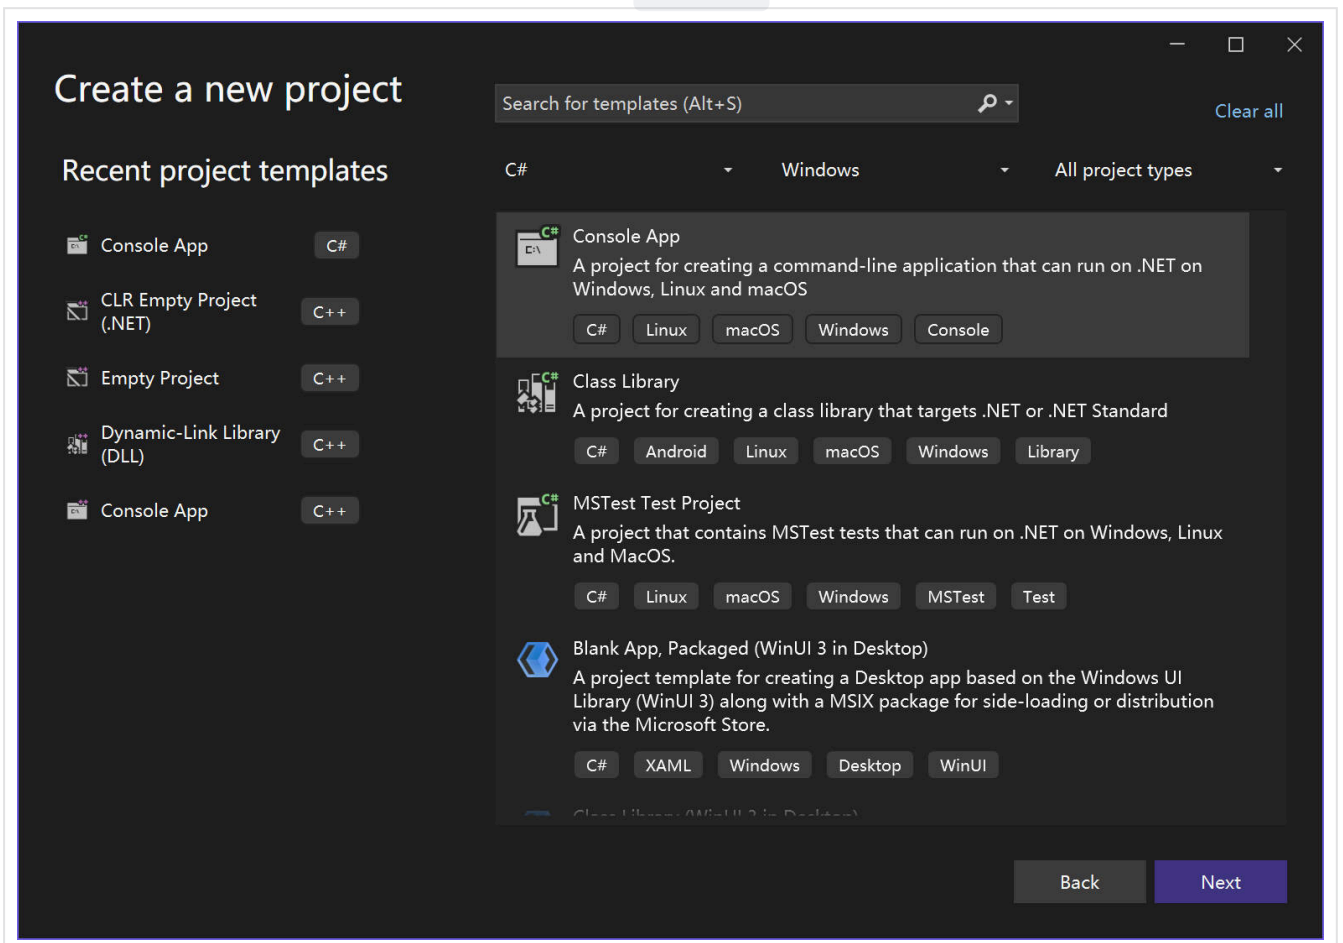 Create a new project
Search for templates (Alt+S)
Clear all
Recent project templates
C#
Windows
All project types
Console App
C#
CLR Empty Project
(.NET)
C++
Empty Project
C++
Dynamic-Link Library
(DLL)
C++
Console App
C++
C#
E:\
Console App
A project for creating a command-line application that can run on .NET on
Windows, Linux and macOS
C# Linux macOS Windows Console
C#
Class Library
A project for creating a class library that targets .NET or .NET Standard
C# Android Linux macOS Windows Library
C#
MSTest Test Project
A project that contains MSTest tests that can run on .NET on Windows, Linux
and MacOS.
C# Linux macOS Windows MSTest Test
Blank App, Packaged (WinUI 3 in Desktop)
A project template for creating a Desktop app based on the Windows UI
Library (WinUI 3) along with a MSIX package for side-loading or distribution
via the Microsoft Store.
C# XAML Windows Desktop WinUI
Class Library (WinUI 3 in Desktop)
Back
Next